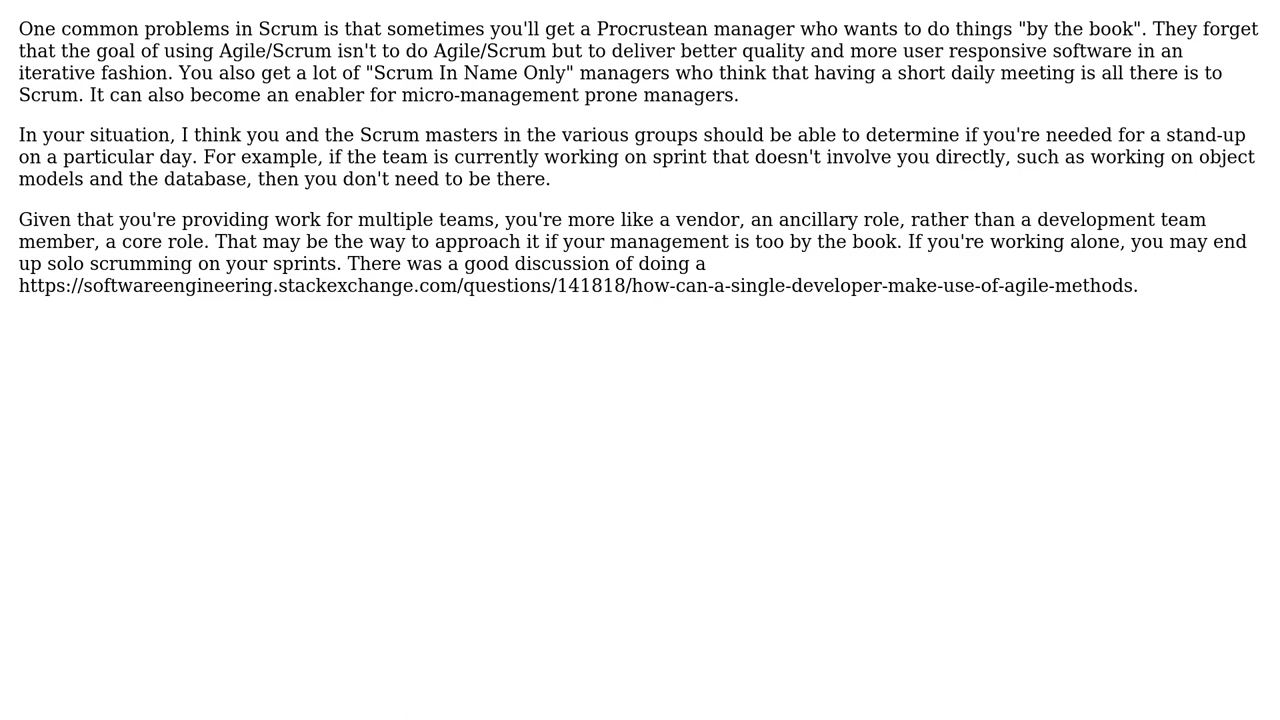 One common problems in Scrum is that sometimes you'll get a Procrustean manager who wants to do things "by the book". They forget
that the goal of using Agile/Scrum isn't to do Agile/Scrum but to deliver better quality and more user responsive software in an
iterative fashion. You also get a lot of "Scrum In Name Only" managers who think that having a short daily meeting is all there is to
Scrum. It can also become an enabler for micro-management prone managers.
In your situation, I think you and the Scrum masters in the various groups should be able to determine if you're needed for a stand-up
on a particular day. For example, if the team is currently working on sprint that doesn't involve you directly, such as working on object
models and the database, then you don't need to be there.
Given that you're providing work for multiple teams, you're more like a vendor, an ancillary role, rather than a development team
member, a core role. That may be the way to approach it if your management is too by the book. If you're working alone, you may end
up solo scrumming on your sprints. There was a good discussion of doing a
https://softwareengineering.stackexchange.com/questions/141818/how-can-a-single-developer-make-use-of-agile-methods.